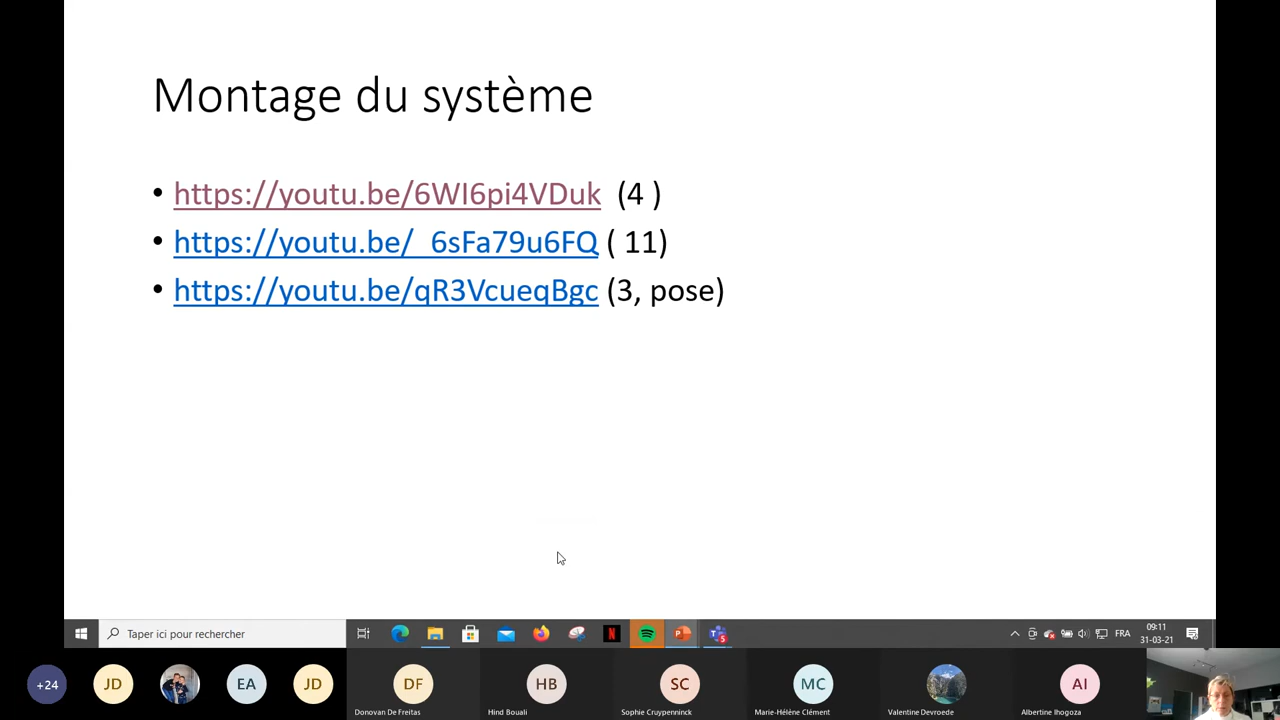 Montage du système
• https://youtu.be/6WI6pi4VDuk (4 )
• https://youtu.be/_6sFa79u6FQ ( 11)
• https://youtu.be/qR3VcueqBgc (3, pose)
Taper ici pour rechercher
N
5
FRA
09:11
31-03-21
+24
JD
EA
JD
DF
HB
SC
MC
AI
Donovan De Freitas
Hind Bouali
Sophie Cruypenninck
Marie-Hélène Clément
Valentine Devroede
Albertine Ihogoza